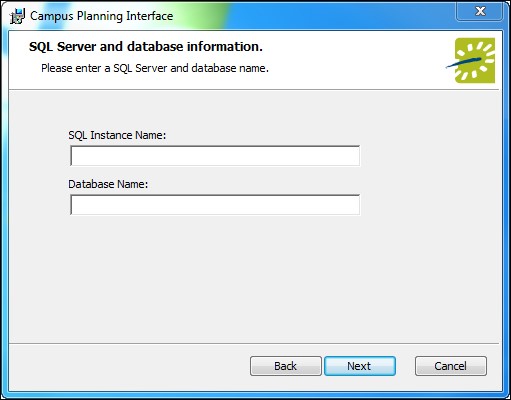 Campus Planning Interface
SQL Server and database information.
Please enter a SQL Server and database name.
SQL Instance Name:
Database Name:
Back
Next
Cancel